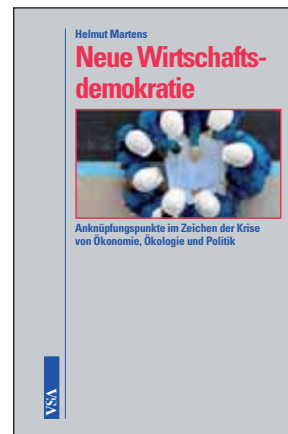 Helmut Martens
Neue Wirtschafts-
demokratie
Anknüpfungspunkte im Zeichen der Krise
von Ökonomie, Ökologie und Politik
VSA